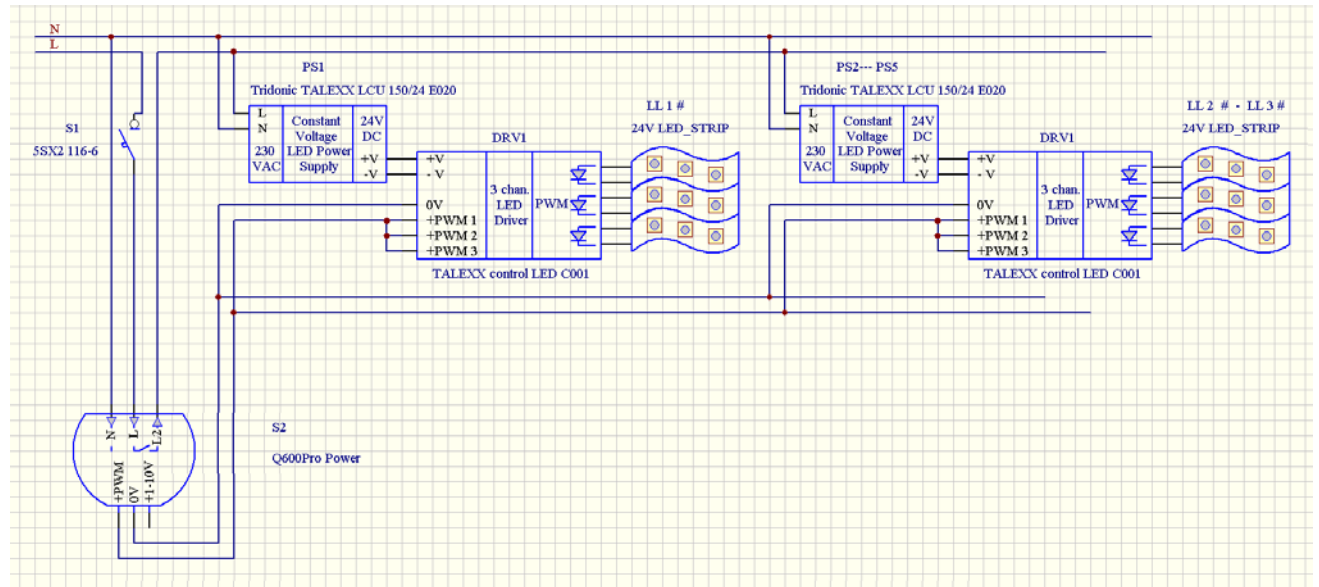 N
L
PS1
Tridonic TALEXX LCU 150/24 E020
L
N
230
VAC
Constant
Voltage
LED Power
Supply
24V
DC
+V
-V
S1
5SX2 116-6
DRV1
+V
- V
0V
+PWM 1
+PWM 2
+PWM 3
3 chan.
LED
Driver
PWM
TALEXX control LED C001
LL 1 #
24V LED_STRIP
PS2--- PS5
Tridonic TALEXX LCU 150/24 E020
L
N
230
VAC
Constant
Voltage
LED Power
Supply
24V
DC
+V
-V
DRV1
+V
- V
0V
+PWM 1
+PWM 2
+PWM 3
3 chan.
LED
Driver
PWM
TALEXX control LED C001
LL 2 # - LL 3 #
24V LED_STRIP
N
L
L2
+PWM
0V
+1-10V
S2
Q600Pro Power